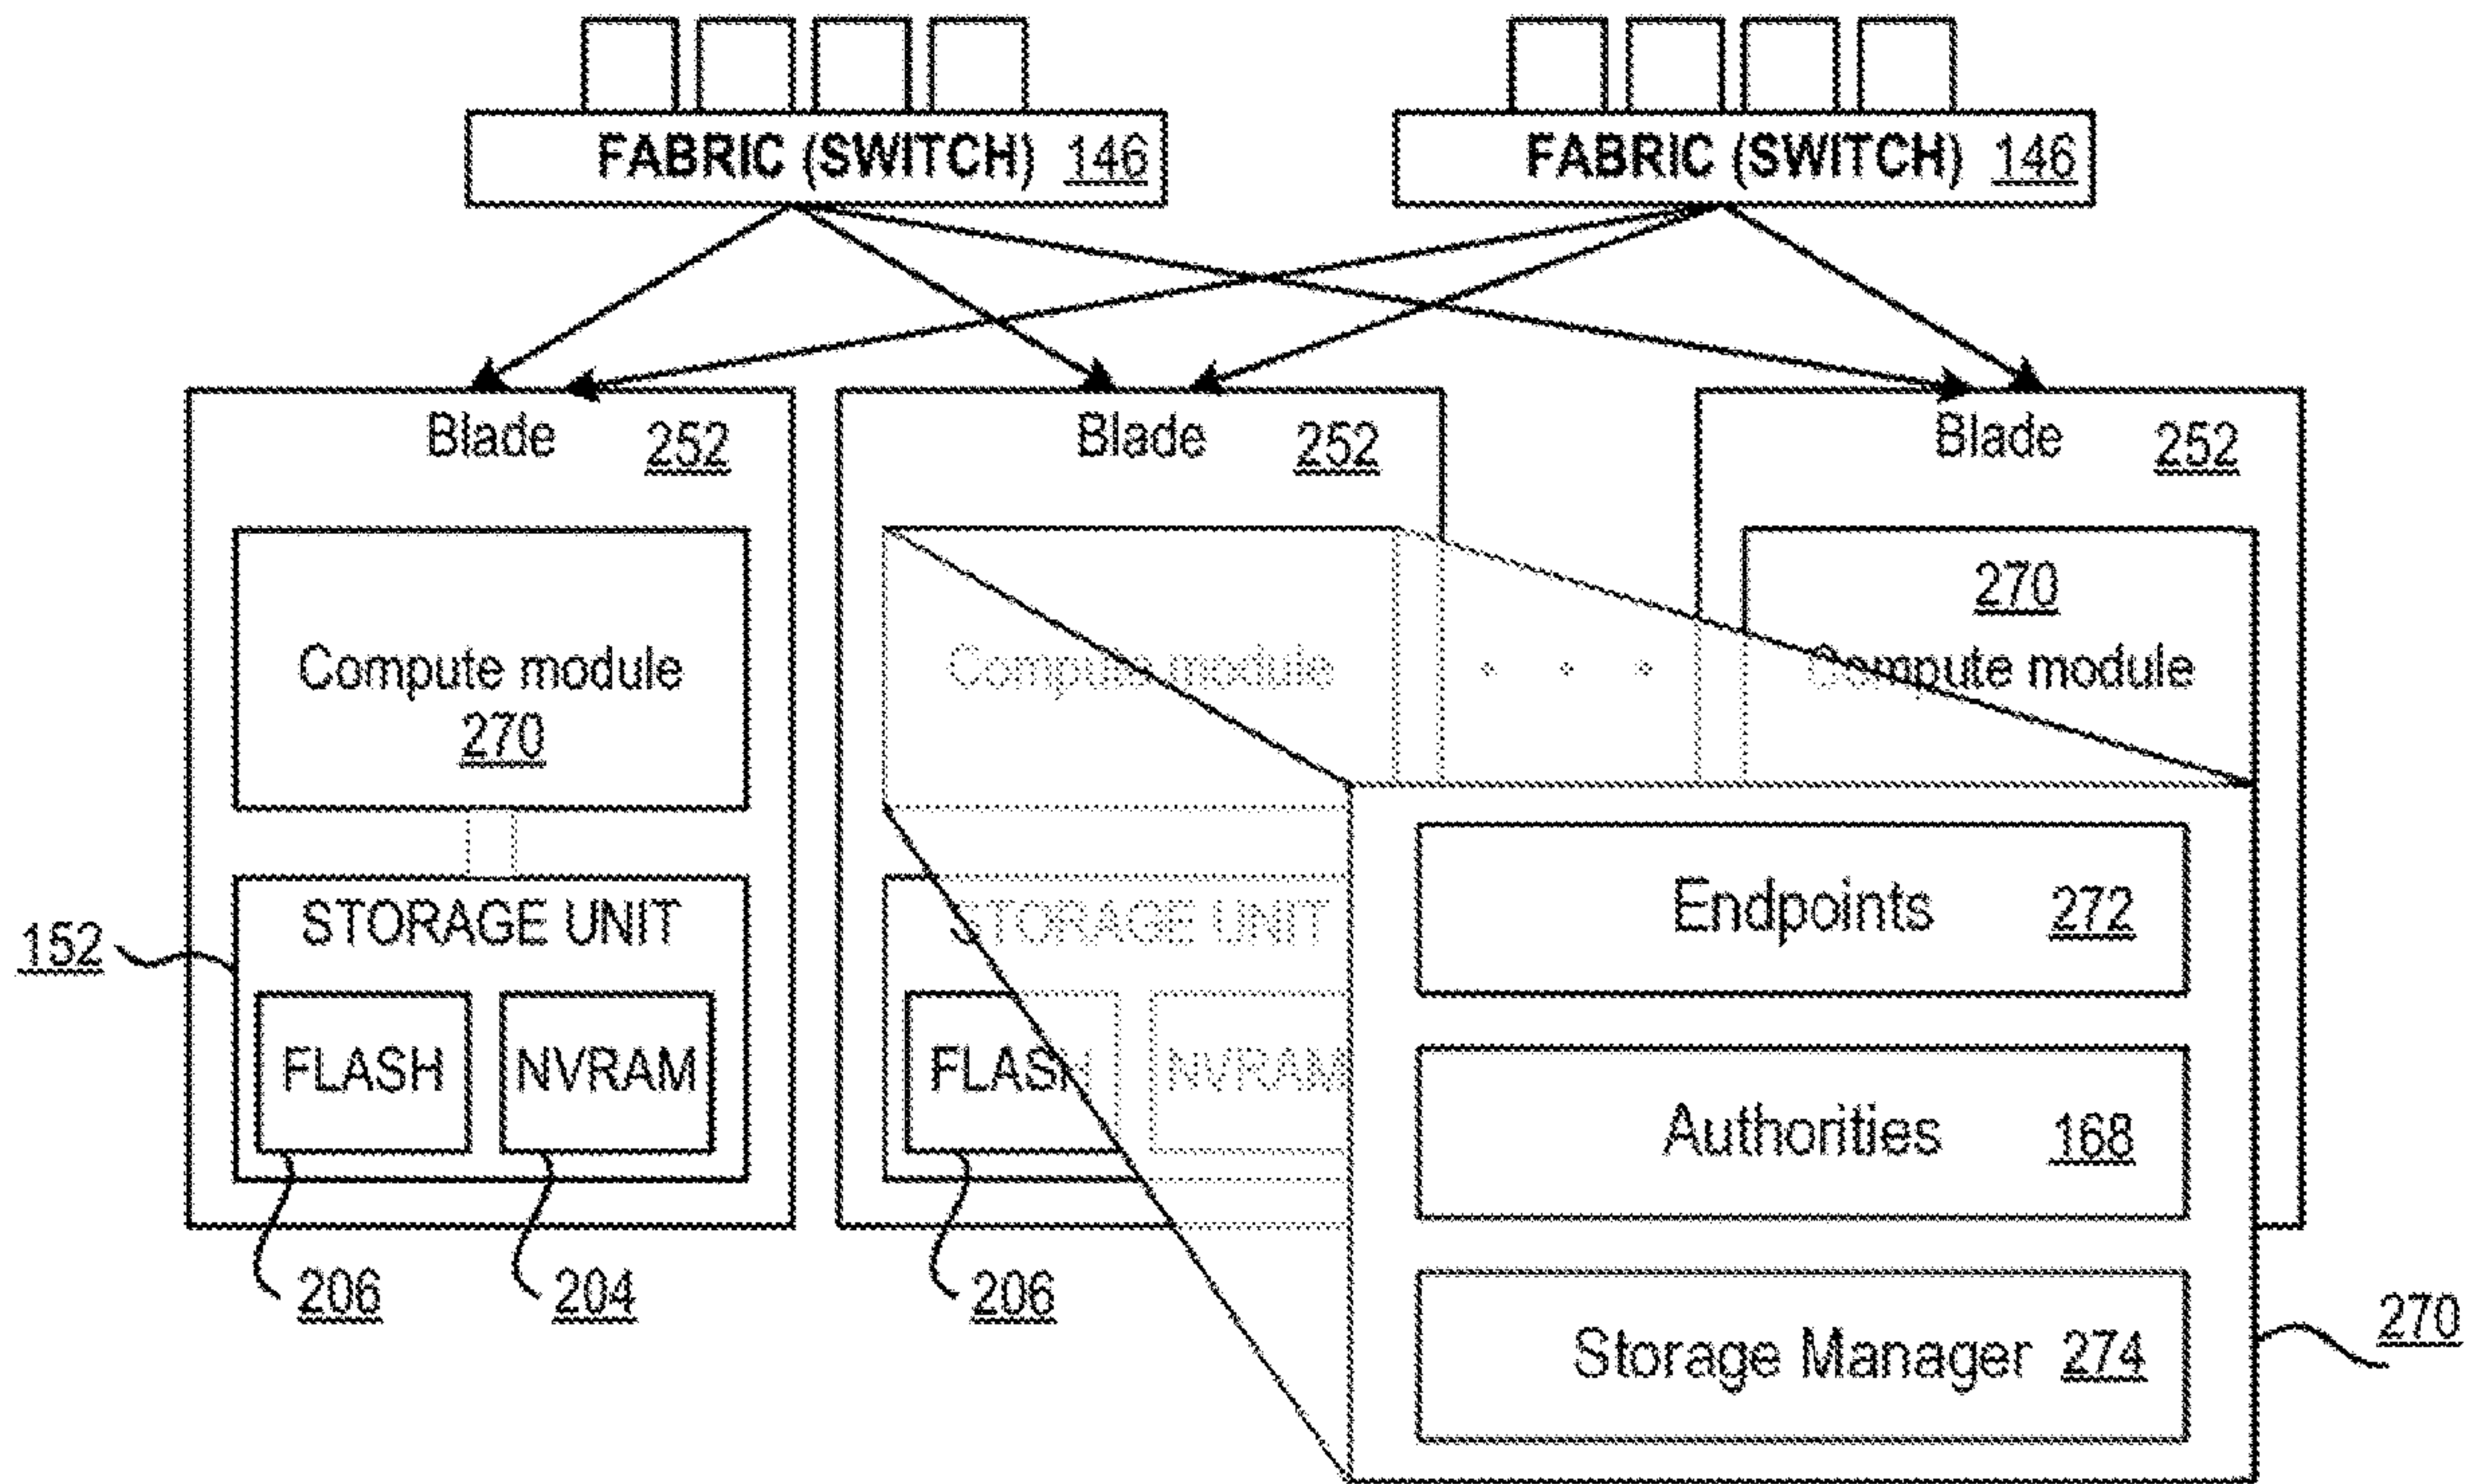 FABRIC (SWITCH) 146
FABRIC (SWITCH) 146
Blade 252
Blade 252
Blade 252
Compute module
270
Compute module
. . .
270
Compute module
152
STORAGE UNIT
FLASH
NVRAM
206
204
STORAGE UNIT
FLASH
NVRAM
206
Endpoints 272
Authorities 168
Storage Manager 274
270